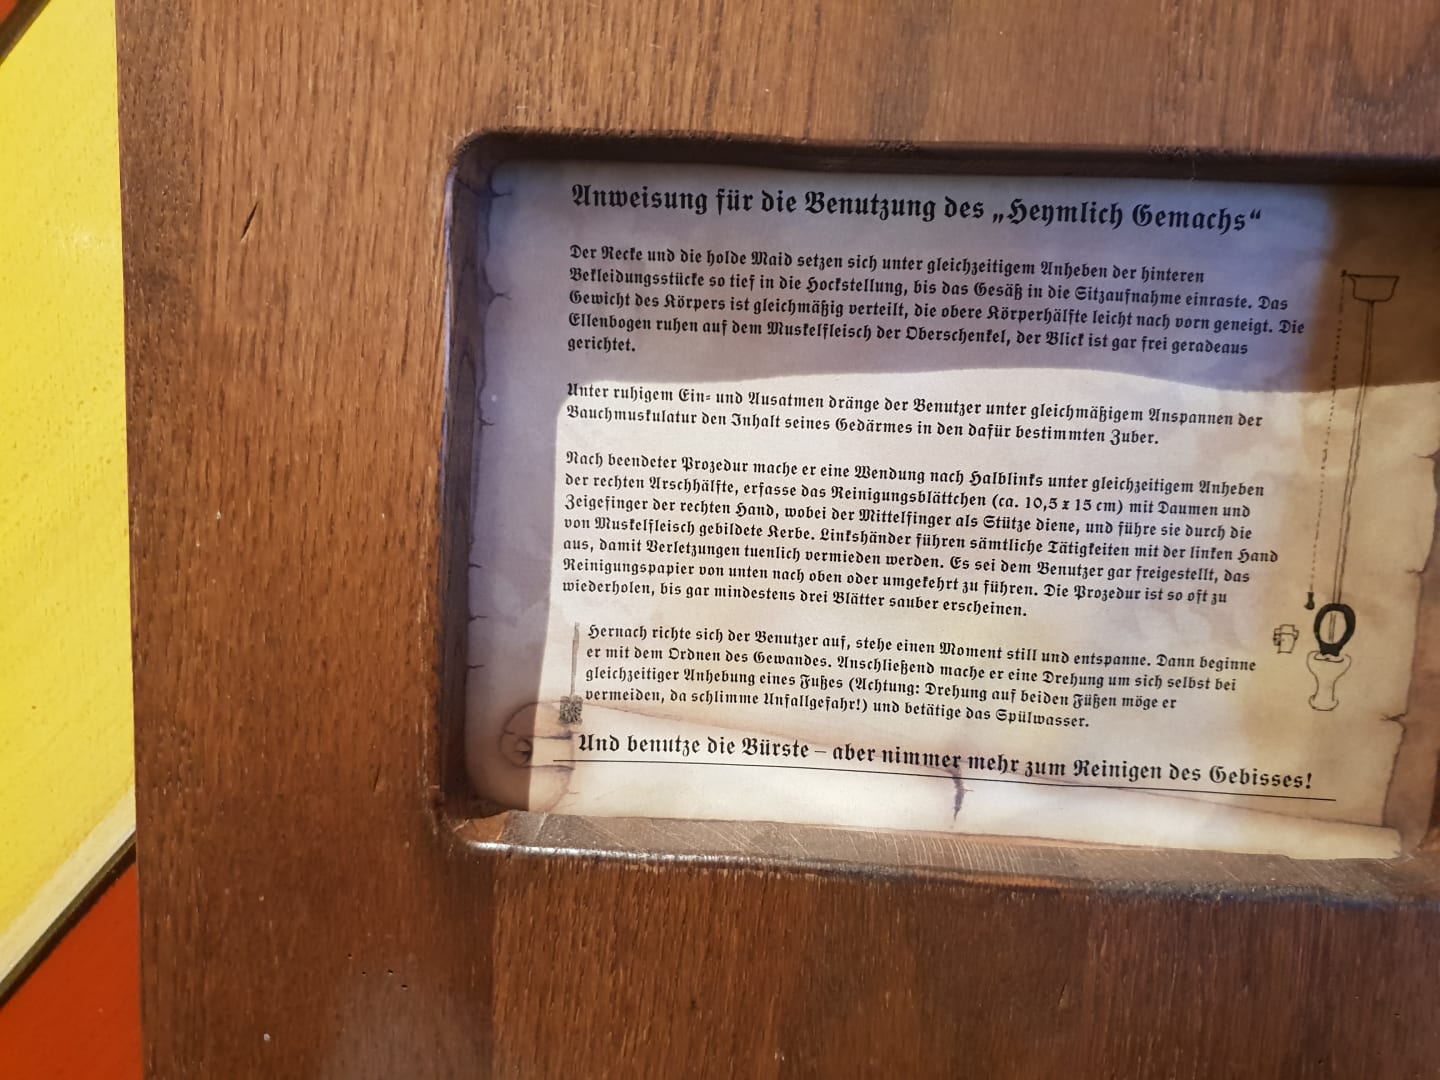 Anweisung für die Benutzung des „Heymlich Gemachs“
Der Recke und die holde Maid setzen sich unter gleichzeitigem Anheben der hinteren
Bekleidungsstücke so tief in die Hockstellung, bis das Gesäß in die Sitzaufnahme einraste. Das
Gewicht des Körpers ist gleichmäßig verteilt, die obere Körperhälfte leicht nach vorn geneigt. Die
Ellenbogen ruhen auf dem Muskelfleisch der Oberschenkel, der Blick ist gar frei geradeaus
gerichtet.
Unter ruhigem Ein- und Ausatmen dränge der Benutzer unter gleichmäßigem Anspannen der
Bauchmuskulatur den Inhalt seines Gedärmes in den dafür bestimmten Zuber.
Nach beendeter Prozedur mache er eine Wendung nach Halblinks unter gleichzeitigem Anheben
der rechten Arschhälfte, erfasse das Reinigungsblättchen (ca. 10,5 x 15 cm) mit Daumen und
Zeigefinger der rechten Hand, wobei der Mittelfinger als Stütze diene, und führe sie durch die
von Muskelfleisch gebildete Kerbe. Linkshänder führen sämtliche Tätigkeiten mit der linken Hand
aus, damit Verletzungen tuenlich vermieden werden. Es sei dem Benutzer gar freigestellt, das
Reinigungspapier von unten nach oben oder umgekehrt zu führen. Die Prozedur ist so oft zu
wiederholen, bis gar mindestens drei Blätter sauber erscheinen.
Hernach richte sich der Benutzer auf, stehe einen Moment still und entspanne. Dann beginne
er mit dem Ordnen des Gewandes. Anschließend mache er eine Drehung um sich selbst bei
gleichzeitiger Anhebung eines Fußes (Achtung: Drehung auf beiden Füßen möge er
vermeiden, da schlimme Unfallgefahr!) und betätige das Spülwasser.
Und benutze die Bürste – aber nimmer mehr zum Reinigen des Gebisses!